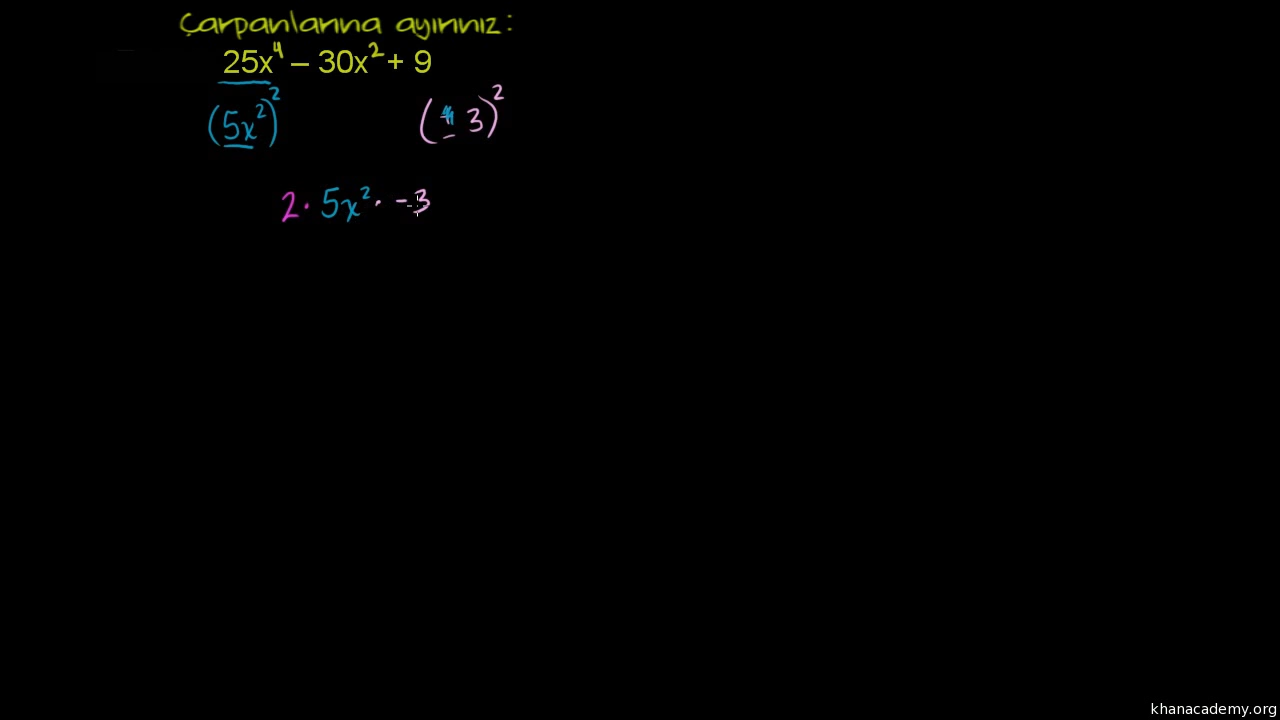 Çarpanlarına ayırınız:
25x⁴ – 30x² + 9
(5x²)² (± 3)²
2 · 5x² · -3
khanacademy.org